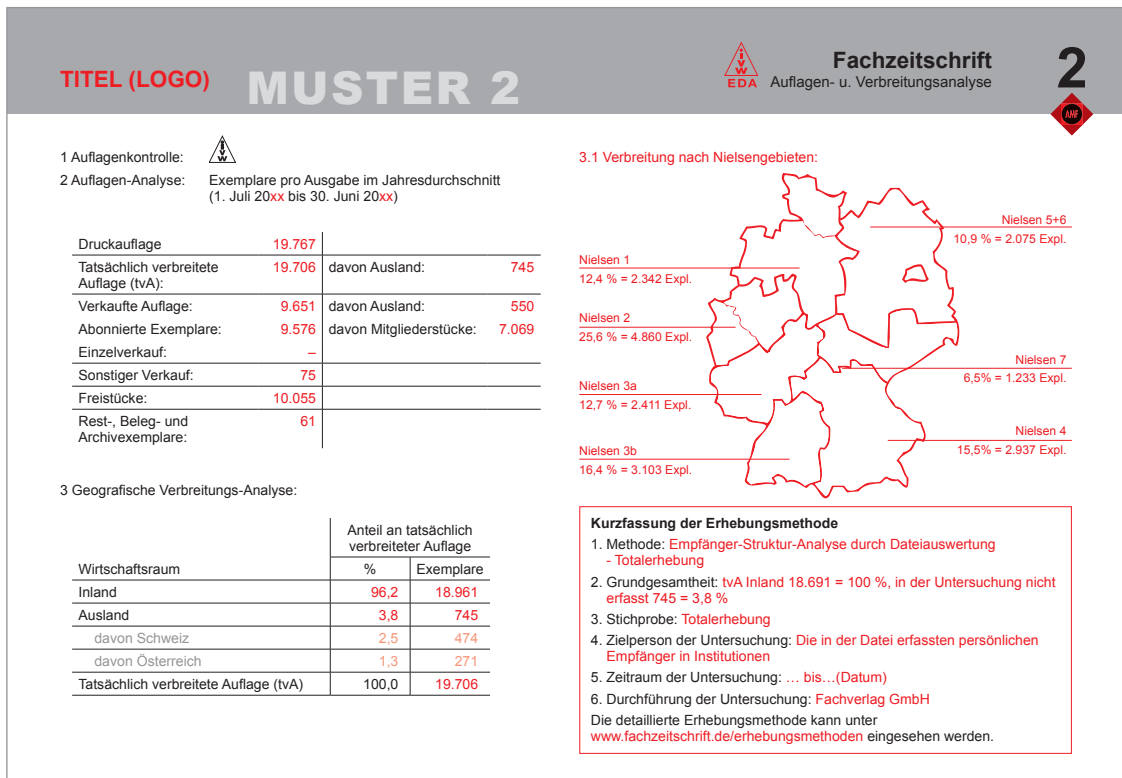 TITEL (LOGO)
MUSTER 2
ivw
EDA
Fachzeitschrift
Auflagen- u. Verbreitungsanalyse
2
AMF
1 Auflagenkontrolle:
ivw
2 Auflagen-Analyse: Exemplare pro Ausgabe im Jahresdurchschnitt
(1. Juli 20xx bis 30. Juni 20xx)
Druckauflage 19.767
Tatsächlich verbreitete 19.706 davon Ausland: 745
Auflage (tvA):
Verkaufte Auflage: 9.651 davon Ausland: 550
Abonnierte Exemplare: 9.576 davon Mitgliederstücke: 7.069
Einzelverkauf: –
Sonstiger Verkauf: 75
Freistücke: 10.055
Rest-, Beleg- und 61
Archivexemplare:
3 Geografische Verbreitungs-Analyse:
Anteil an tatsächlich
verbreiteter Auflage
Wirtschaftsraum % Exemplare
Inland 96,2 18.961
Ausland 3,8 745
davon Schweiz 2,5 474
davon Österreich 1,3 271
Tatsächlich verbreitete Auflage (tvA) 100,0 19.706
3.1 Verbreitung nach Nielsengebieten:
Nielsen 5+6
10,9 % = 2.075 Expl.
Nielsen 1
12,4 % = 2.342 Expl.
Nielsen 2
25,6 % = 4.860 Expl.
Nielsen 7
6,5% = 1.233 Expl.
Nielsen 3a
12,7 % = 2.411 Expl.
Nielsen 4
15,5% = 2.937 Expl.
Nielsen 3b
16,4 % = 3.103 Expl.
Kurzfassung der Erhebungsmethode
1. Methode: Empfänger-Struktur-Analyse durch Dateiauswertung
- Totalerhebung
2. Grundgesamtheit: tvA Inland 18.691 = 100 %, in der Untersuchung nicht
erfasst 745 = 3,8 %
3. Stichprobe: Totalerhebung
4. Zielperson der Untersuchung: Die in der Datei erfassten persönlichen
Empfänger in Institutionen
5. Zeitraum der Untersuchung: … bis…(Datum)
6. Durchführung der Untersuchung: Fachverlag GmbH
Die detaillierte Erhebungsmethode kann unter
www.fachzeitschrift.de/erhebungsmethoden eingesehen werden.